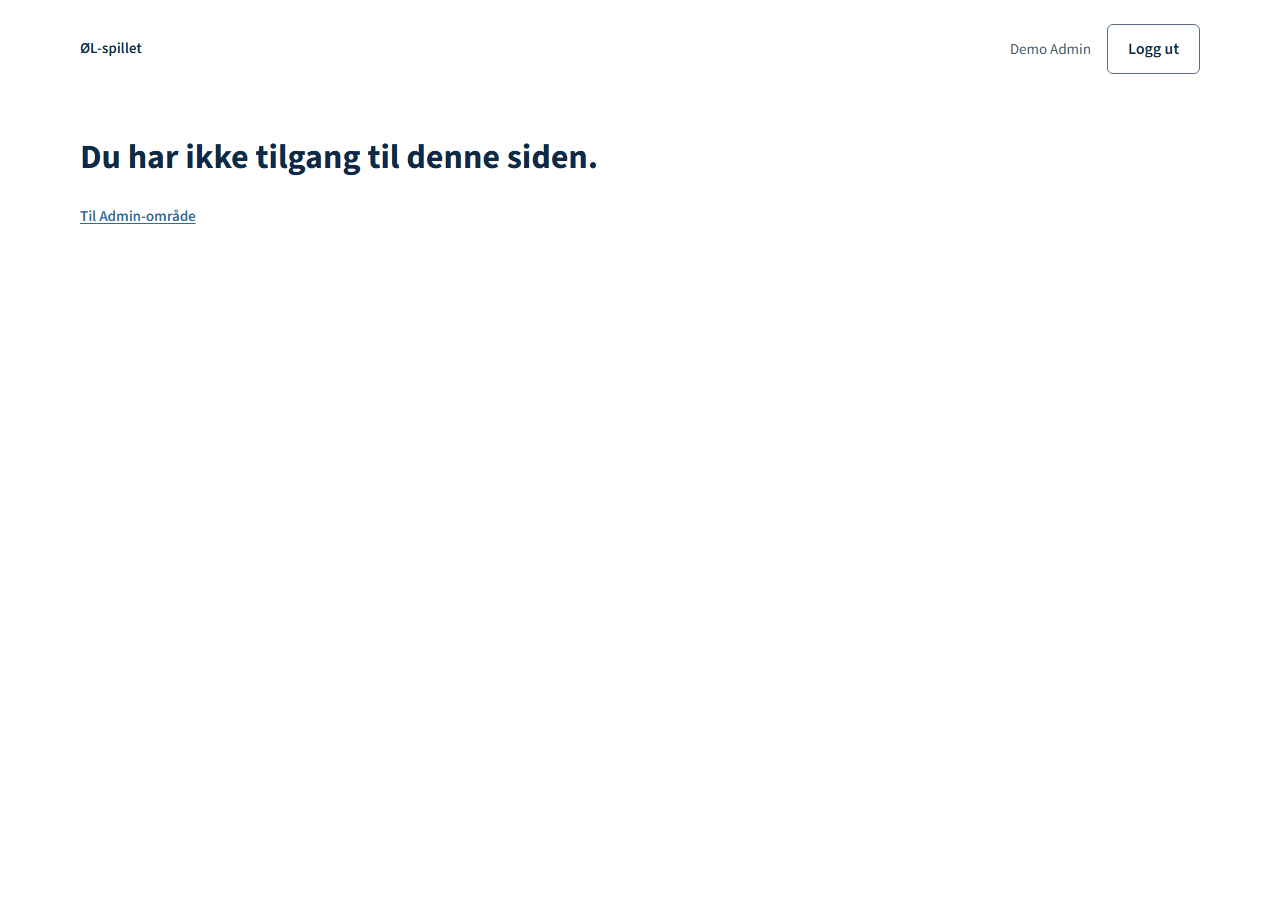 ØL-spillet
Demo Admin
Logg ut
Du har ikke tilgang til denne siden.
Til Admin-område